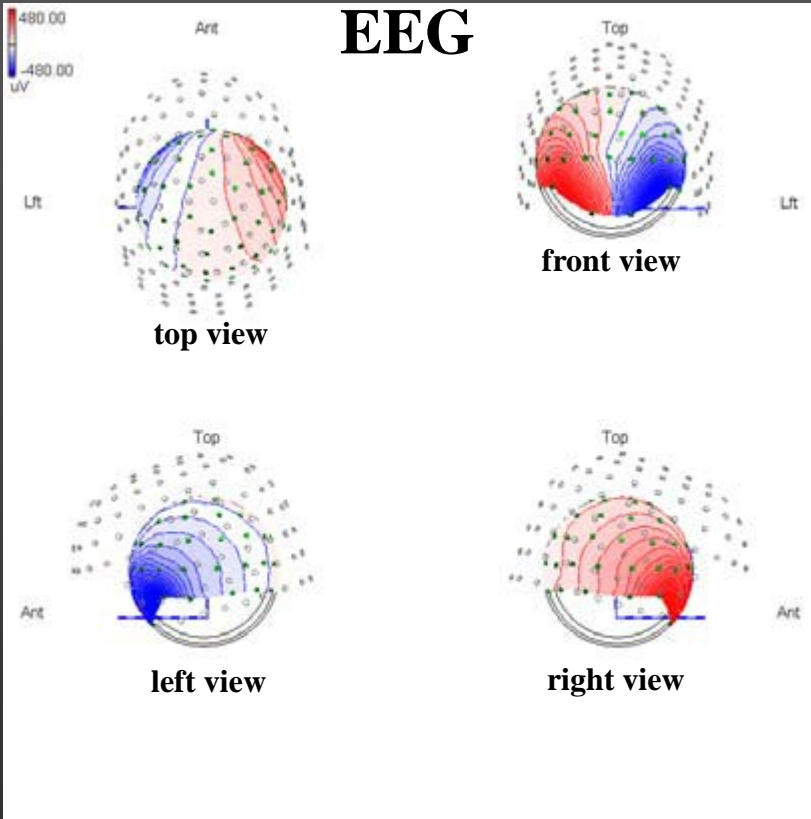 EEG
480.00
-480.00
uV
Ant
Top
Lft
Lft
front view
top view
Top
Top
Ant
Ant
left view
right view